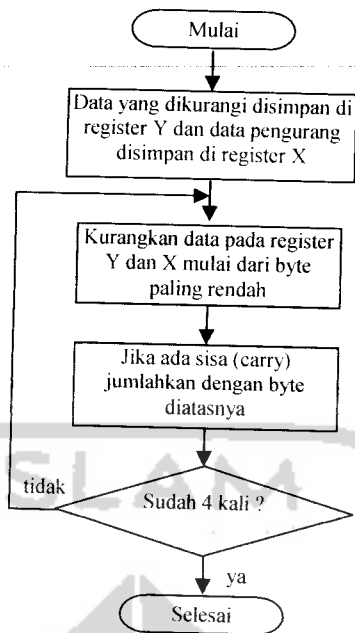 Mulai
Data yang dikurangi disimpan di
register Y dan data pengurang
disimpan di register X
Kurangkan data pada register
Y dan X mulai dari byte
paling rendah
Jika ada sisa (carry)
jumlahkan dengan byte
diatasnya
SLAM
tidak
Sudah 4 kali ?
ya
Selesai